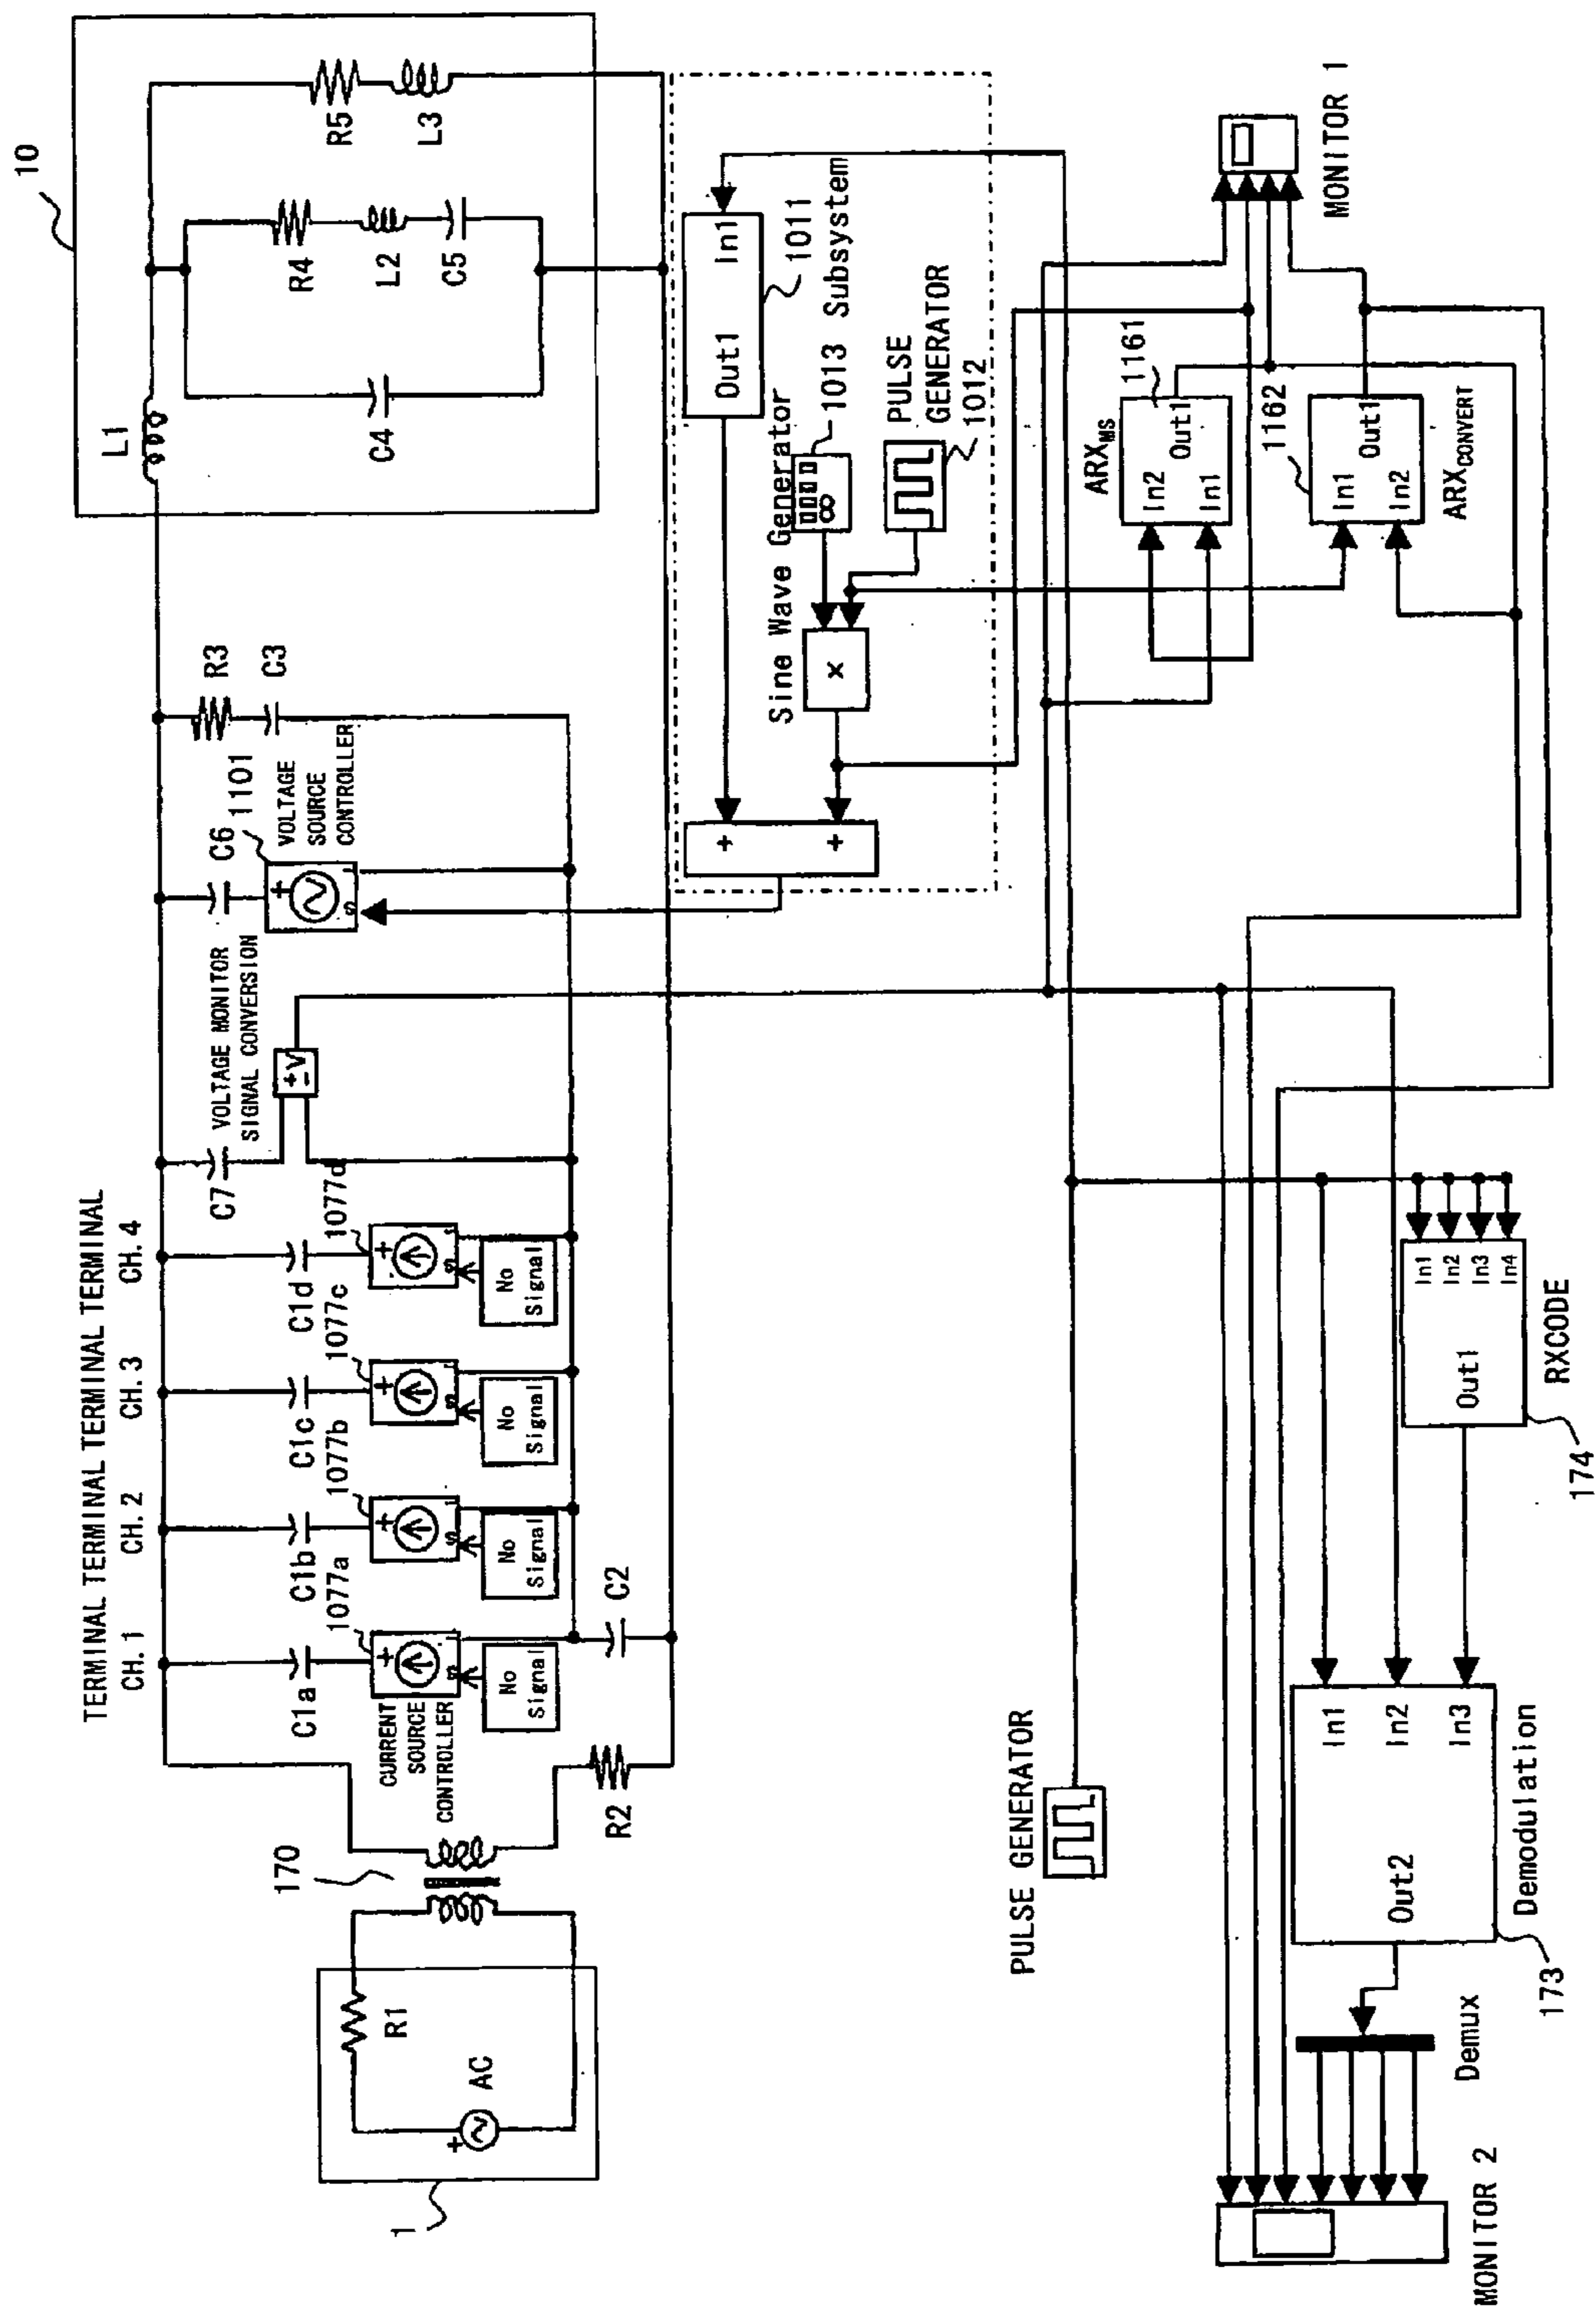 10
L1
R5
L3
R4
L2
C5
C4
R3
C3
C6
1101
VOLTAGE
SOURCE
CONTROLLER
+
S
-
VOLTAGE MONITOR
SIGNAL CONVERSION
C7
+
-
V
TERMINAL TERMINAL TERMINAL TERMINAL
CH. 1
CH. 2
CH. 3
CH. 4
C1a
C1b
C1c
C1d
1077a
1077b
1077c
1077d
+
S
+
S
+
S
+
S
No
Signal
No
Signal
No
Signal
No
Signal
CURRENT
SOURCE
CONTROLLER
C2
R2
170
R1
AC
+
1
In1
Out1
1011
Subsystem
1013
Sine Wave Generator
PULSE
GENERATOR
1012
x
+
+
MONITOR 1
ARXMS
1161
In2
In1
Out1
1162
In1
In2
Out1
ARXCONVERT
PULSE GENERATOR
In1
In2
In3
In4
Out1
RXCODE
174
In1
In2
In3
Out2
Demodulation
173
Demux
MONITOR 2